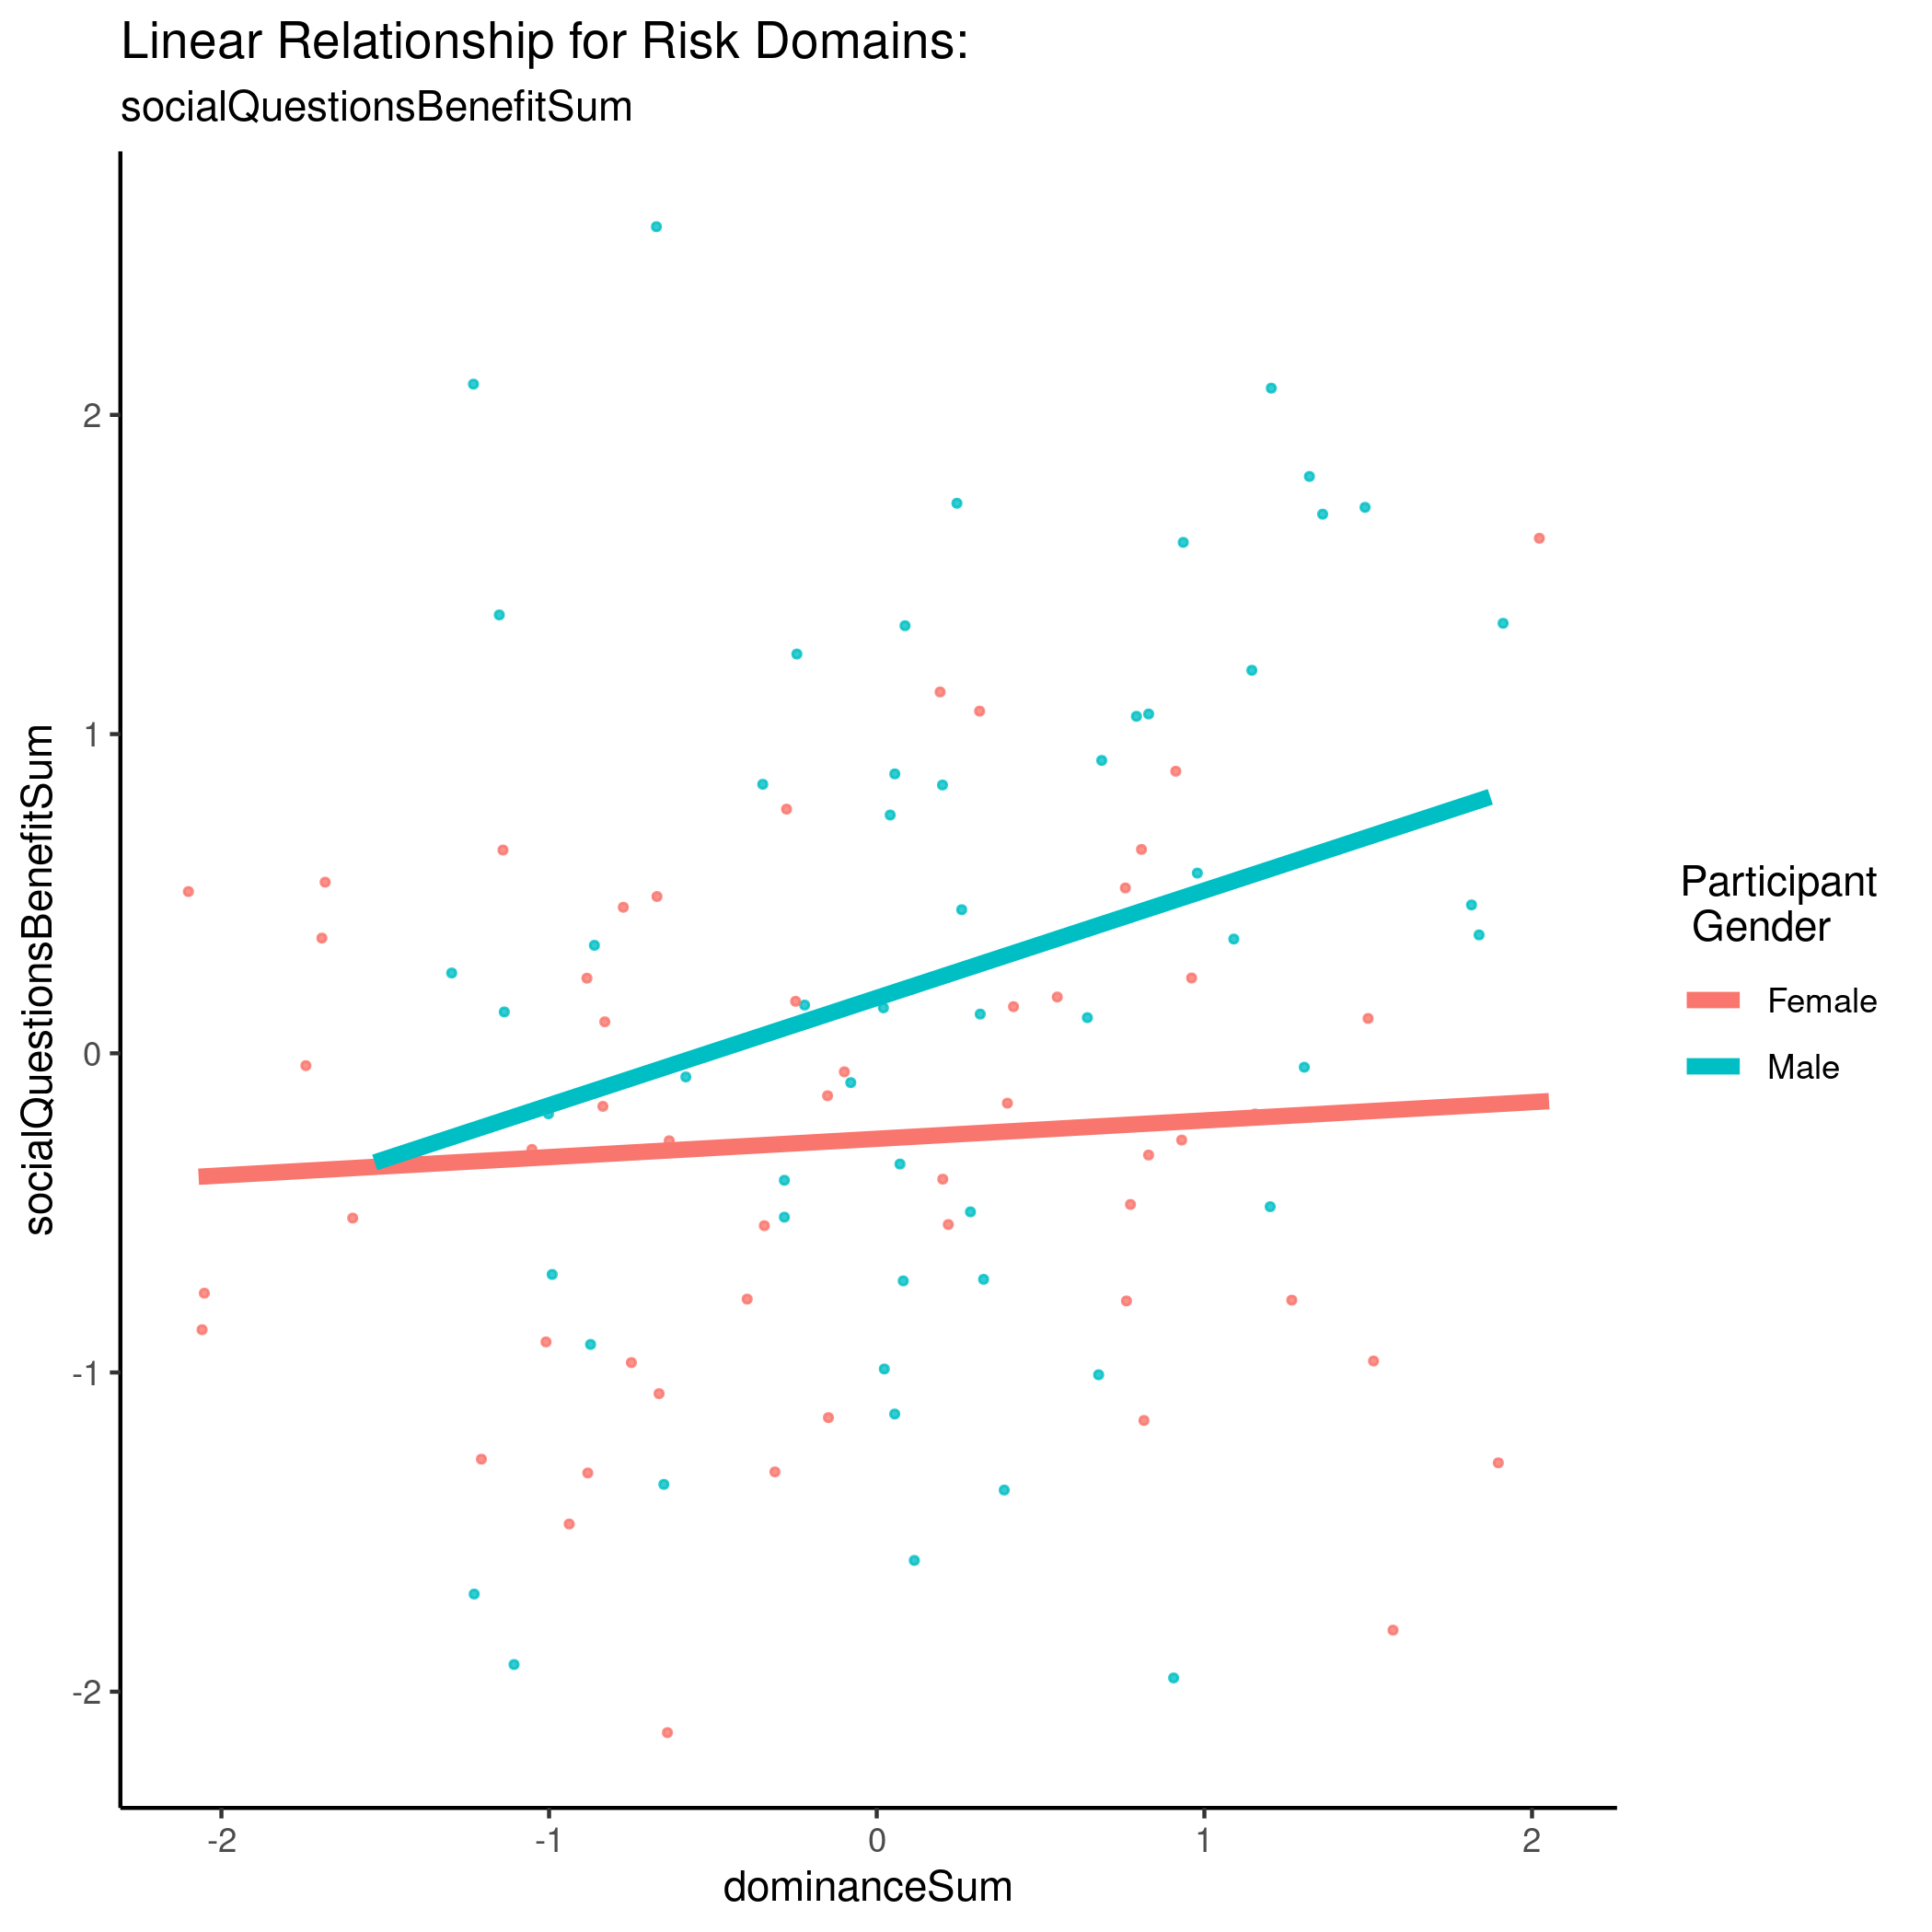 Linear Relationship for Risk Domains:
socialQuestionsBenefitSum
socialQuestionsBenefitSum
2
1
0
-1
-2
-2
-1
0
1
2
dominanceSum
Participant
Gender
Female
Male